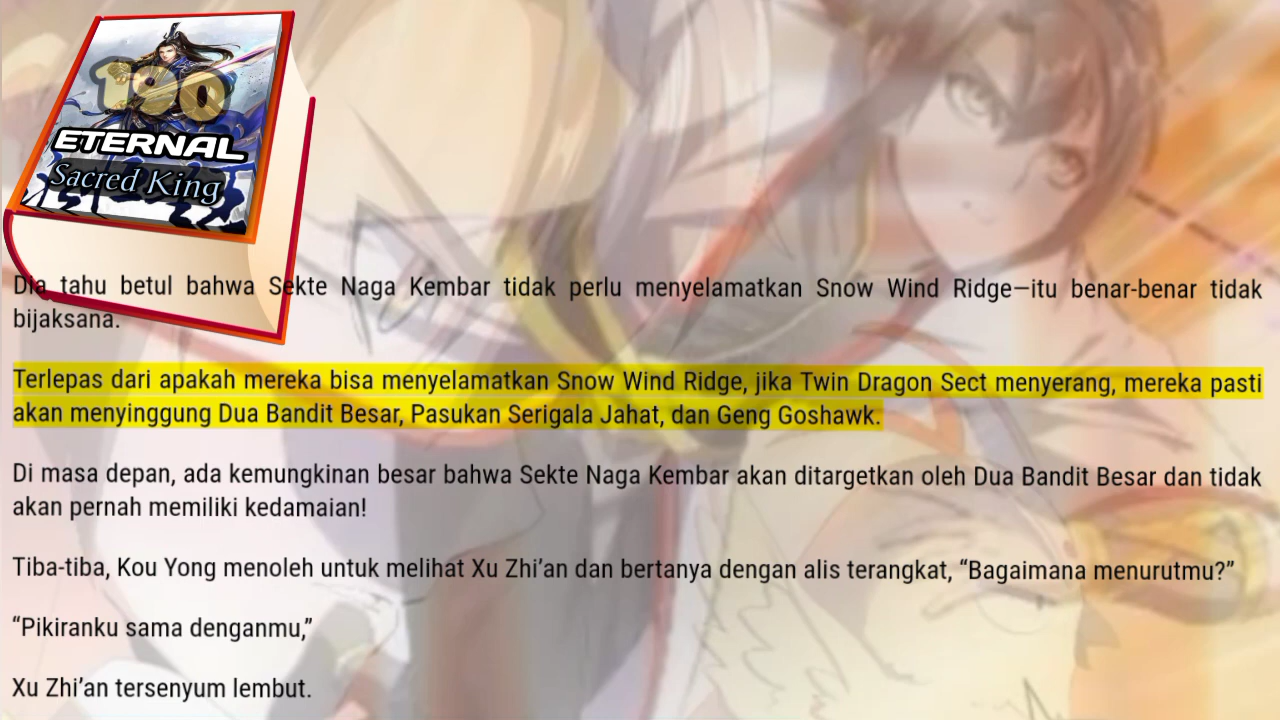 190
ETERNAL
Sacred King
Dia tahu betul bahwa Sekte Naga Kembar tidak perlu menyelamatkan Snow Wind Ridge—itu benar-benar tidak
bijaksana.
Terlepas dari apakah mereka bisa menyelamatkan Snow Wind Ridge, jika Twin Dragon Sect menyerang, mereka pasti
akan menyinggung Dua Bandit Besar, Pasukan Serigala Jahat, dan Geng Goshawk.
Di masa depan, ada kemungkinan besar bahwa Sekte Naga Kembar akan ditargetkan oleh Dua Bandit Besar dan tidak
akan pernah memiliki kedamaian!
Tiba-tiba, Kou Yong menoleh untuk melihat Xu Zhi’an dan bertanya dengan alis terangkat, “Bagaimana menurutmu?”
“Pikiranku sama denganmu,”
Xu Zhi’an tersenyum lembut.